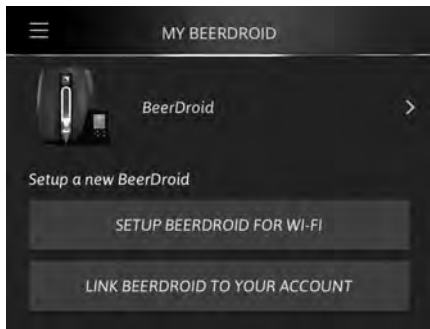 MY BEERDROID
BeerDroid
Setup a new BeerDroid
SETUP BEERDROID FOR WI-FI
LINK BEERDROID TO YOUR ACCOUNT